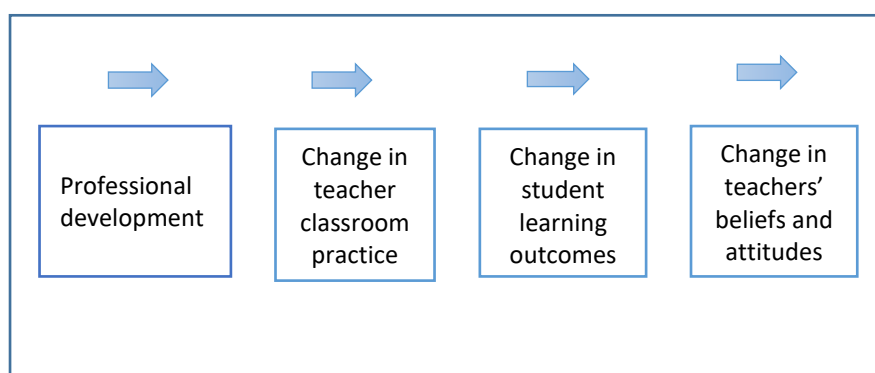 Professional
development
Change in
teacher
classroom
practice
Change in
student
learning
outcomes
Change in
teachers’
beliefs and
attitudes